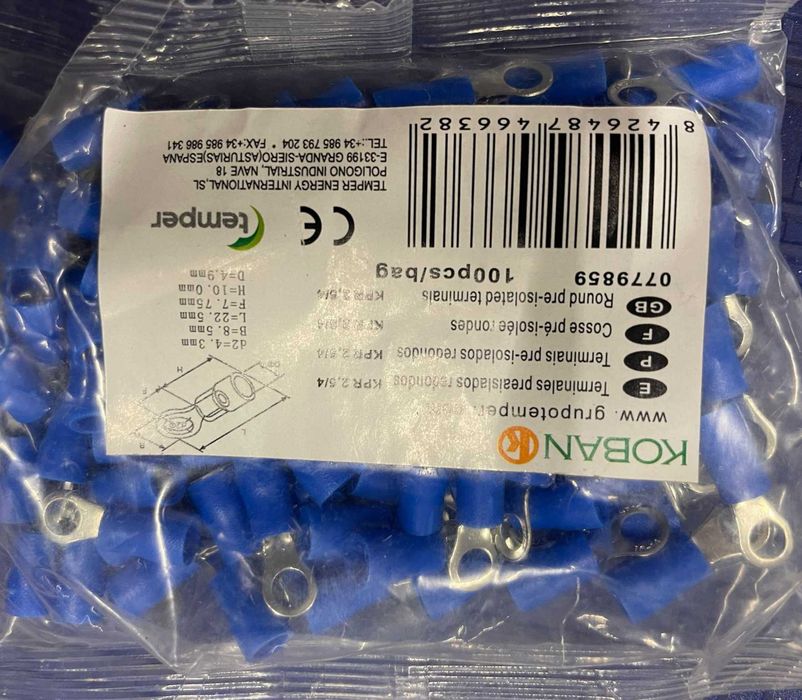 KOBAN K
www.grupotemper.com
E Terminales preaislados redondos KPR 2,5/4
P Terminais pre-isolados redondos KPR 2,5/4
F Cosse pré-isolée rondes KPR 2,5/4
GB Round pre-isolated terminals KPR 2,5/4
0779859 100pcs/bag
L
B
F
H
d2=4.3mm
B=8.5mm
L=22.5mm
F=7.75mm
H=10.0mm
D=4.9mm
8 426487 466382
CE
temper
TEMPER ENERGY INTERNATIONAL,SL
POLIGONO INDUSTRIAL, NAVE 18
E-33199 GRANDA-SIERO(ASTURIAS)ESPAÑA
TEL.:+34 985 793 204 * FAX:+34 985 986 341